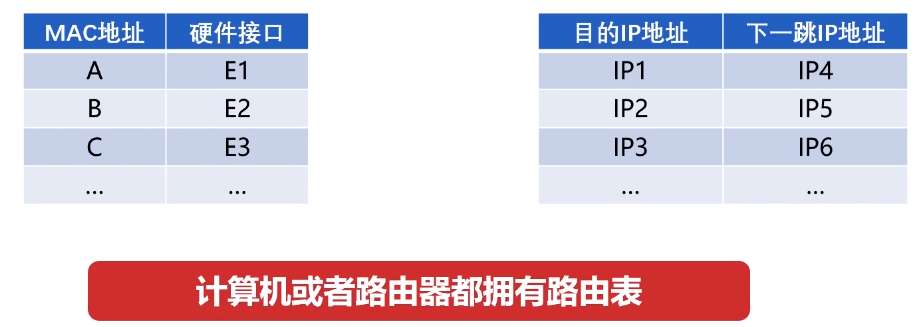 MAC地址 硬件接口
A E1
B E2
C E3
... ...
目的IP地址 下一跳IP地址
IP1 IP4
IP2 IP5
IP3 IP6
... ...
计算机或者路由器都拥有路由表